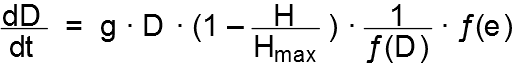 dD/dt = g · D · (1 – H/H_max) · 1/ƒ(D) · ƒ(e)